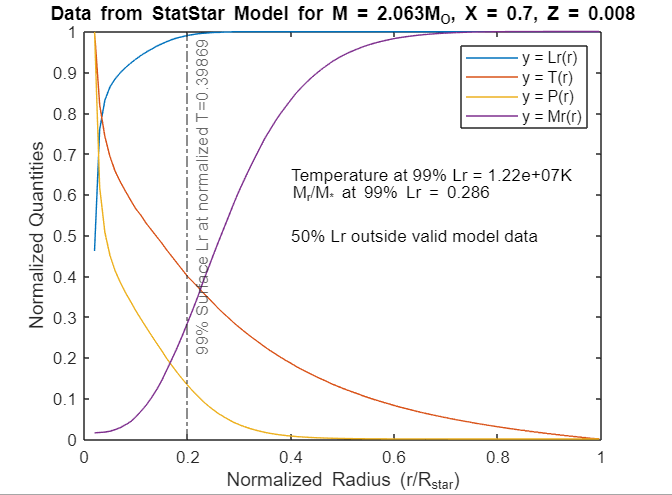 Data from StatStar Model for M = 2.063M_O, X = 0.7, Z = 0.008
y = Lr(r)
y = T(r)
y = P(r)
y = Mr(r)
99% Surface Lr at normalized T=0.39869
Temperature at 99% Lr = 1.22e+07K
M_r/M_* at 99% Lr = 0.286
50% Lr outside valid model data
Normalized Quantities
1
0.9
0.8
0.7
0.6
0.5
0.4
0.3
0.2
0.1
0
0
0.2
0.4
0.6
0.8
1
Normalized Radius (r/R_star)